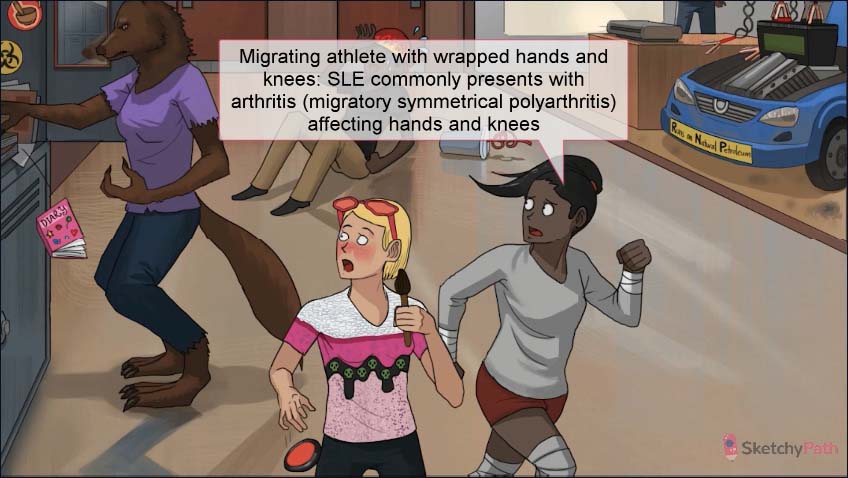 Migrating athlete with wrapped hands and
knees: SLE commonly presents with
arthritis (migratory symmetrical polyarthritis)
affecting hands and knees
Runs on Natural Petroleum
DIARY
SketchyPath